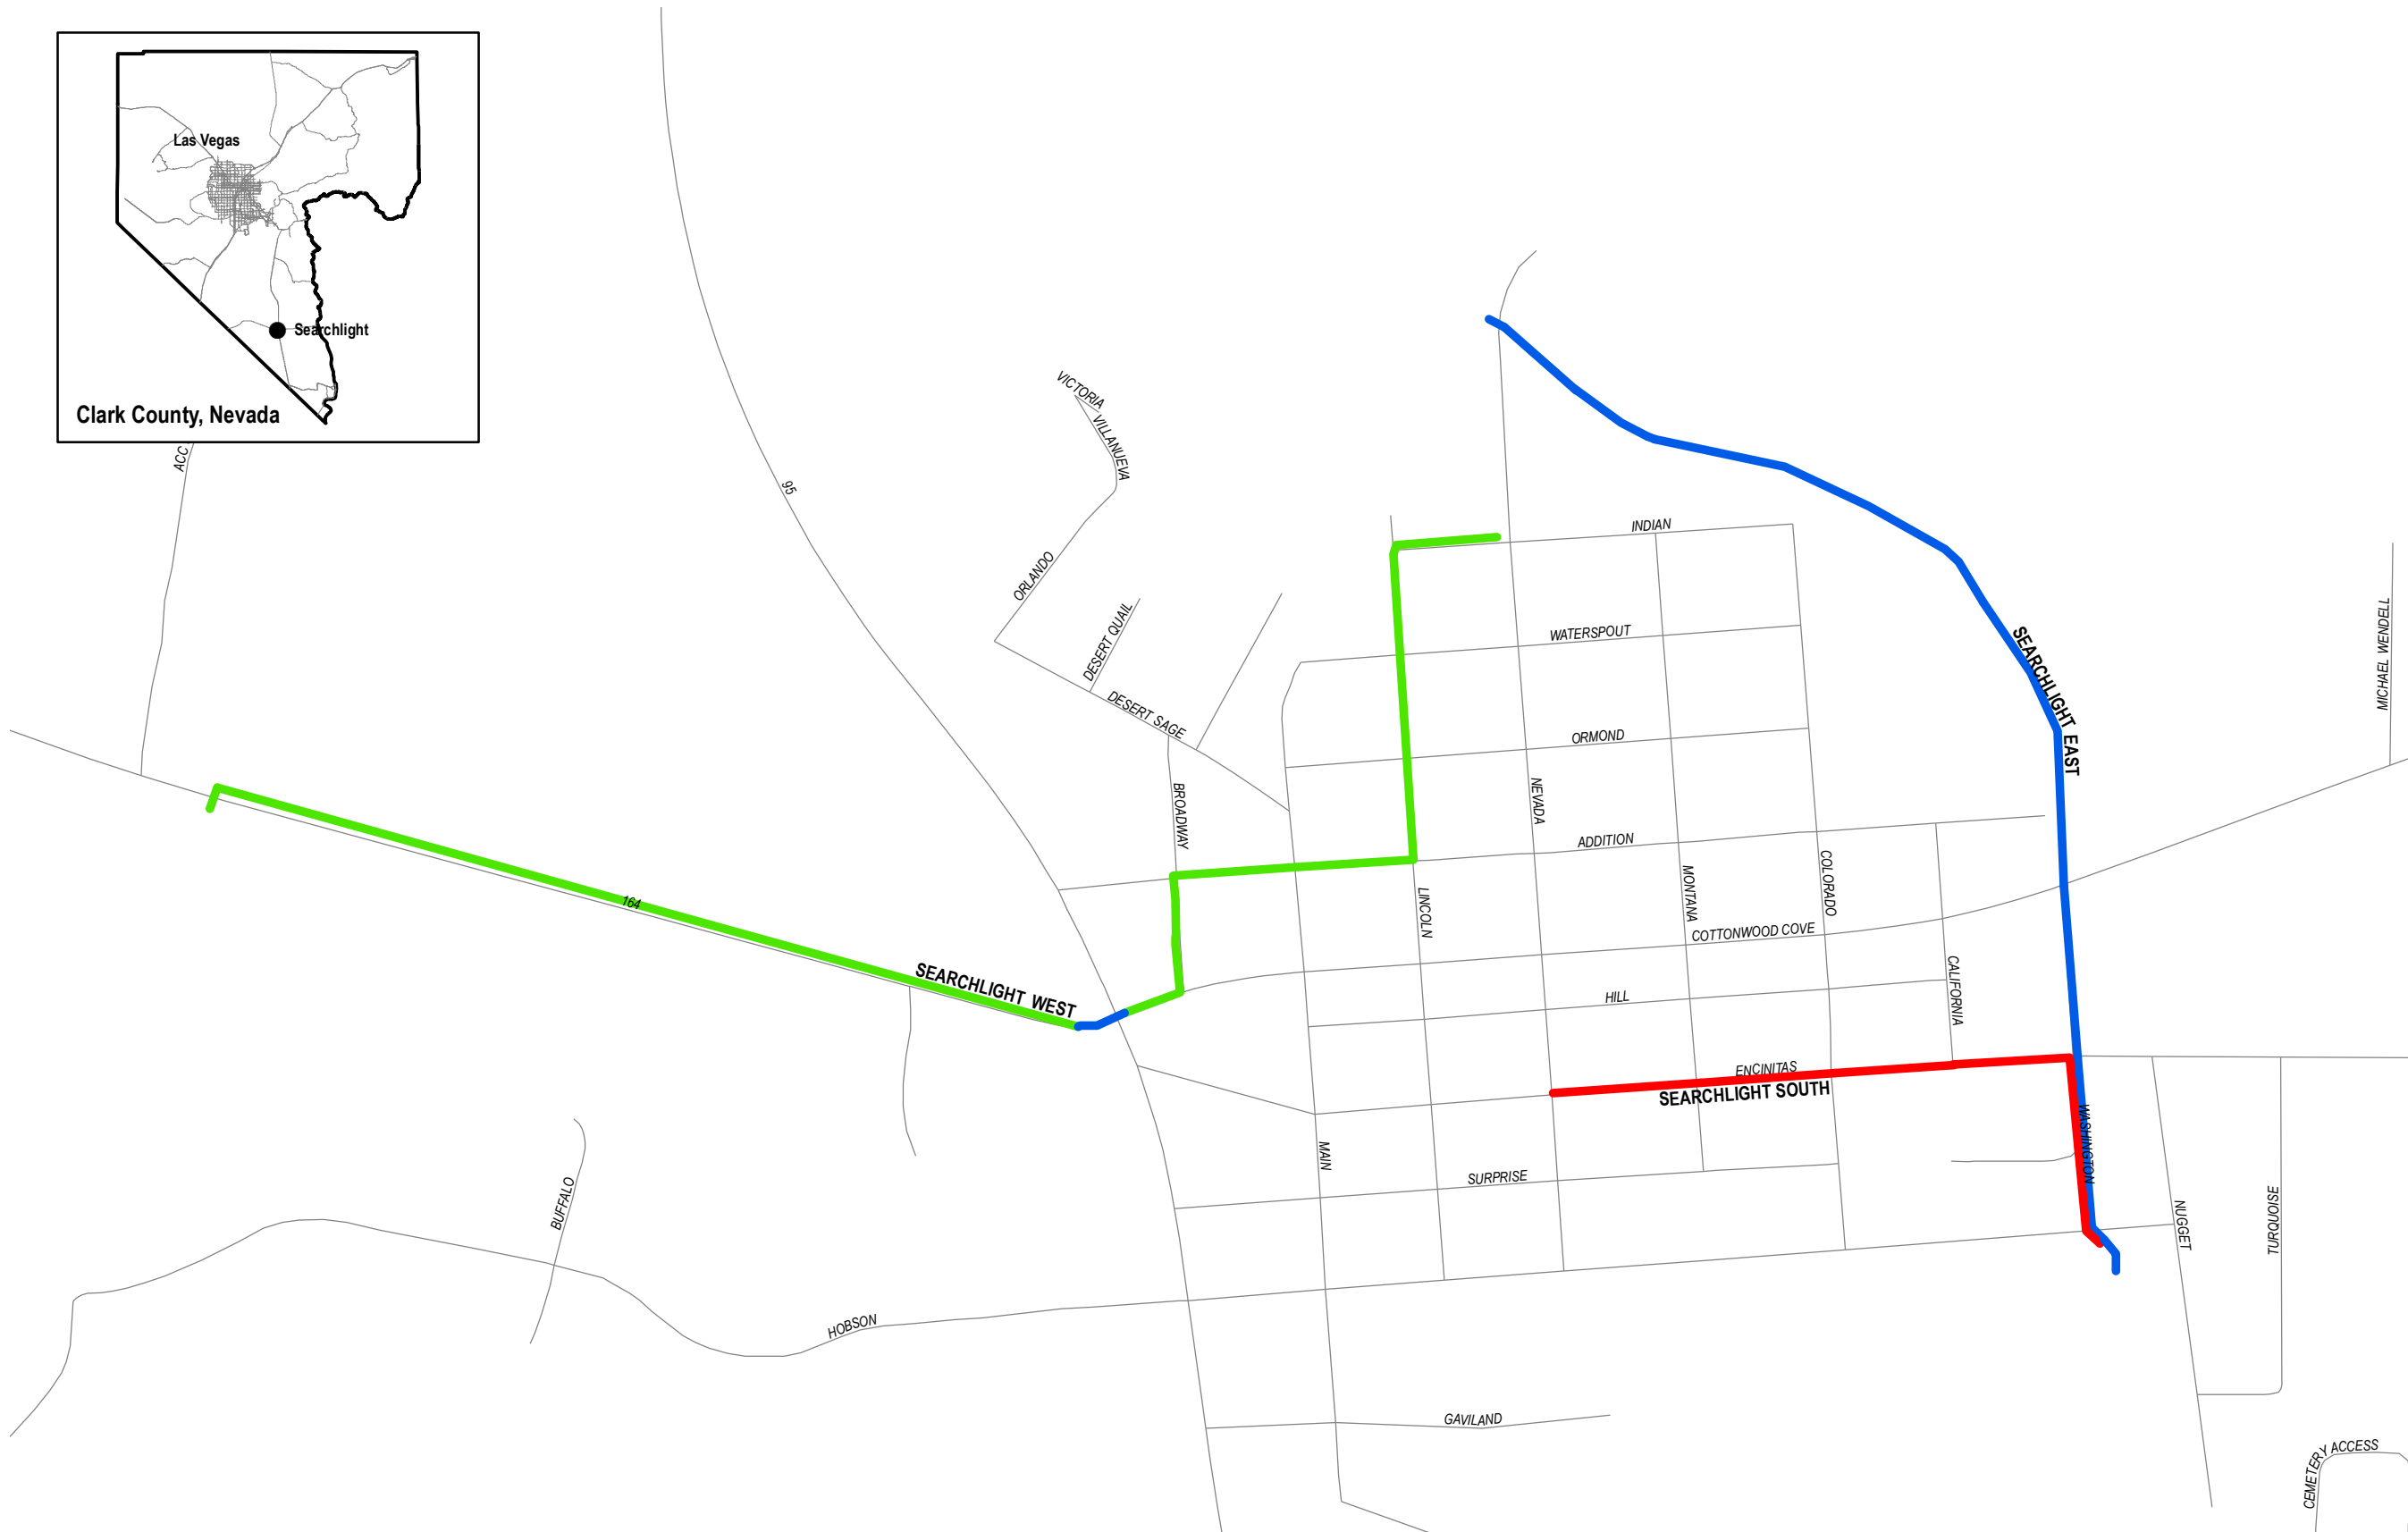 Las Vegas
Searchlight
Clark County, Nevada
ACC
95
VICTORIA
VILLANUEVA
ORLANDO
DESERT QUAIL
DESERT SAGE
BROADWAY
INDIAN
WATERSPOUT
ORMOND
NEVADA
ADDITION
MONTANA
COLORADO
LINCOLN
COTTONWOOD COVE
CALIFORNIA
HILL
ENCINITAS
SEARCHLIGHT SOUTH
SEARCHLIGHT EAST
MICHAEL WENDELL
164
SEARCHLIGHT WEST
MAIN
SURPRISE
WASHINGTON
NUGGET
TURQUOISE
BUFFALO
HOBSON
GAVILAND
CEMETERY ACCESS